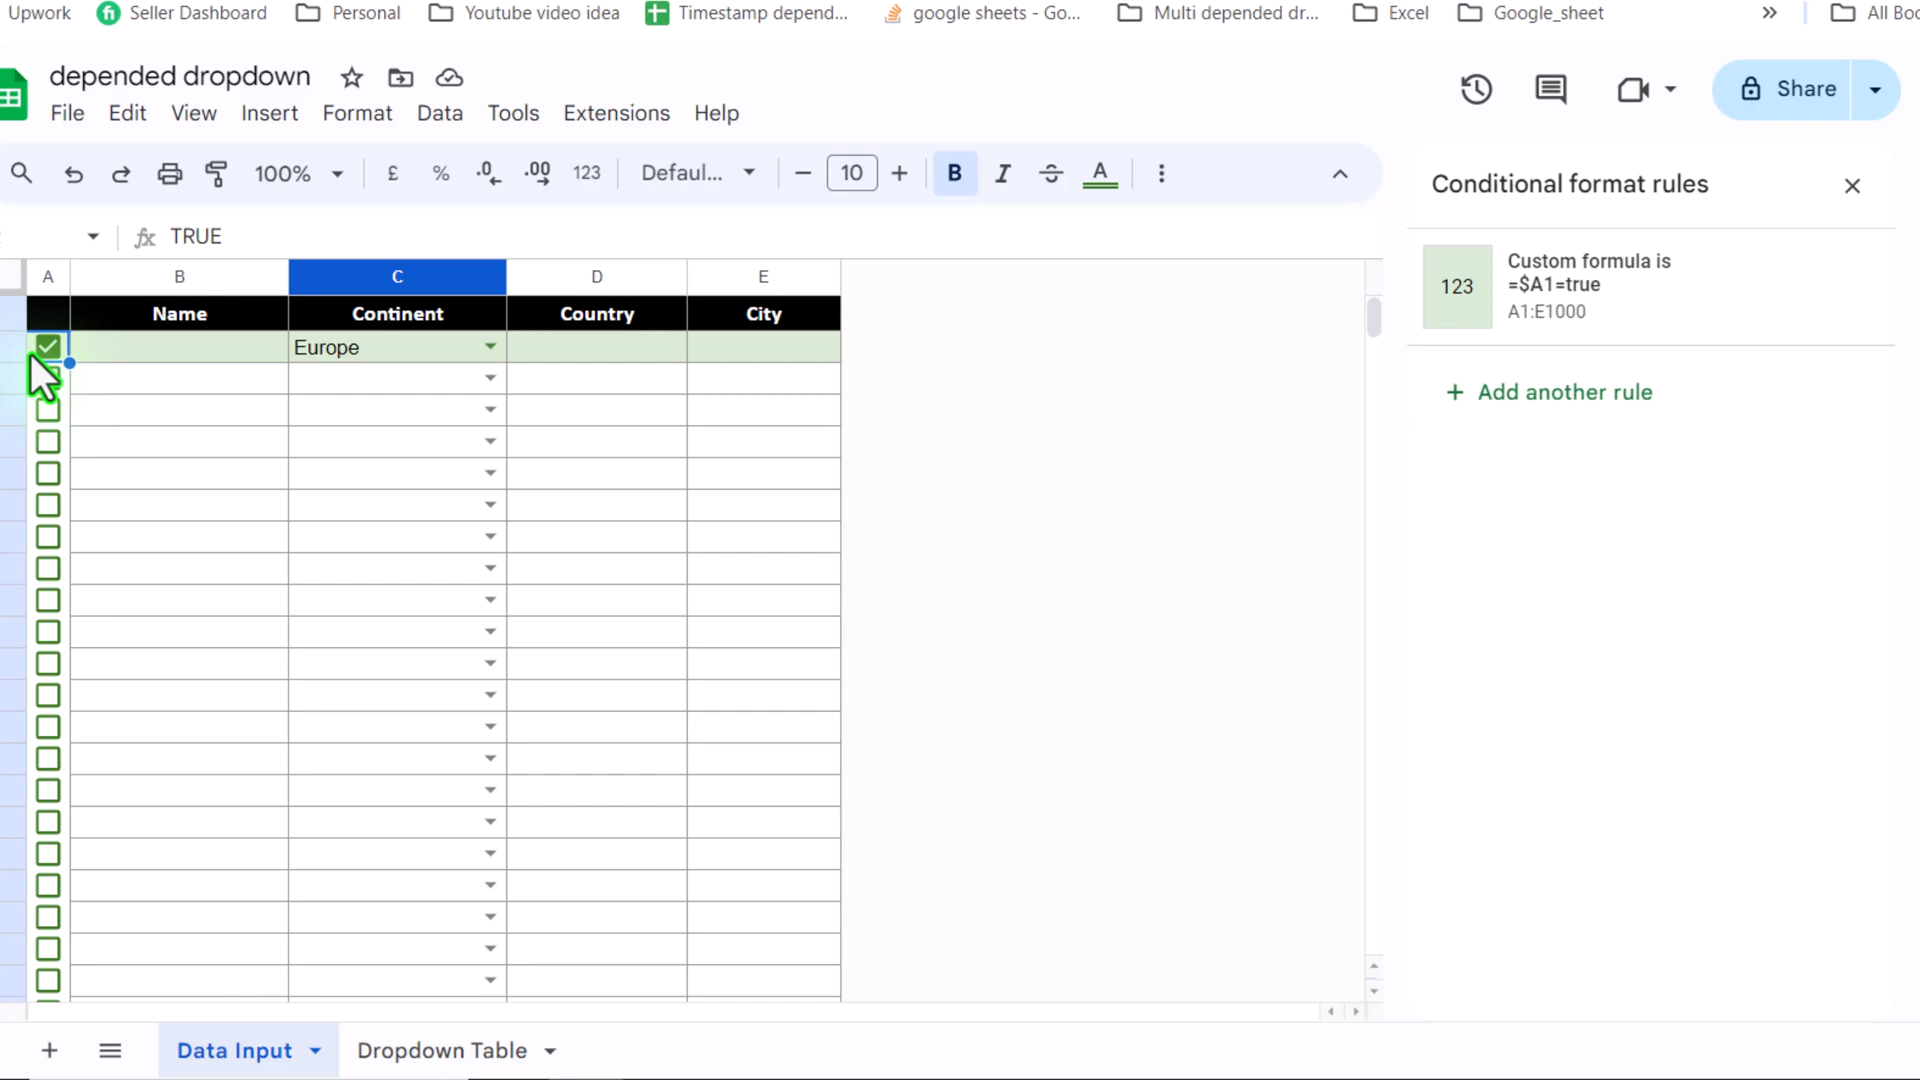 Upwork fi Seller Dashboard Personal Youtube video idea Timestamp depend... google sheets - Go... Multi depended dr... Excel Google_sheet » All Boo
depended dropdown
File Edit View Insert Format Data Tools Extensions Help
Share
100% £ % .0 .00 123 Defaul... 10 B I S A
Conditional format rules
fx TRUE
A B C D E
123 Custom formula is
=$A1=true
A1:E1000
Name Continent Country City
Europe
+ Add another rule
Data Input Dropdown Table